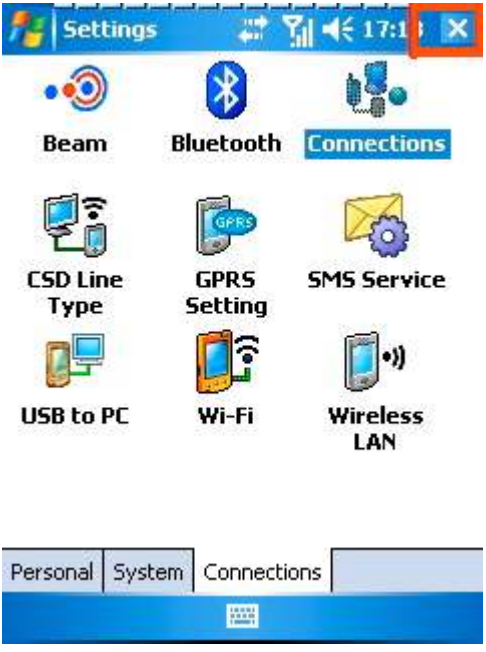 Settings
Beam
Bluetooth
Connections
GPRS
CSD Line
Type
GPRS
Setting
SMS Service
USB to PC
Wi-Fi
Wireless
LAN
Personal
System
Connections